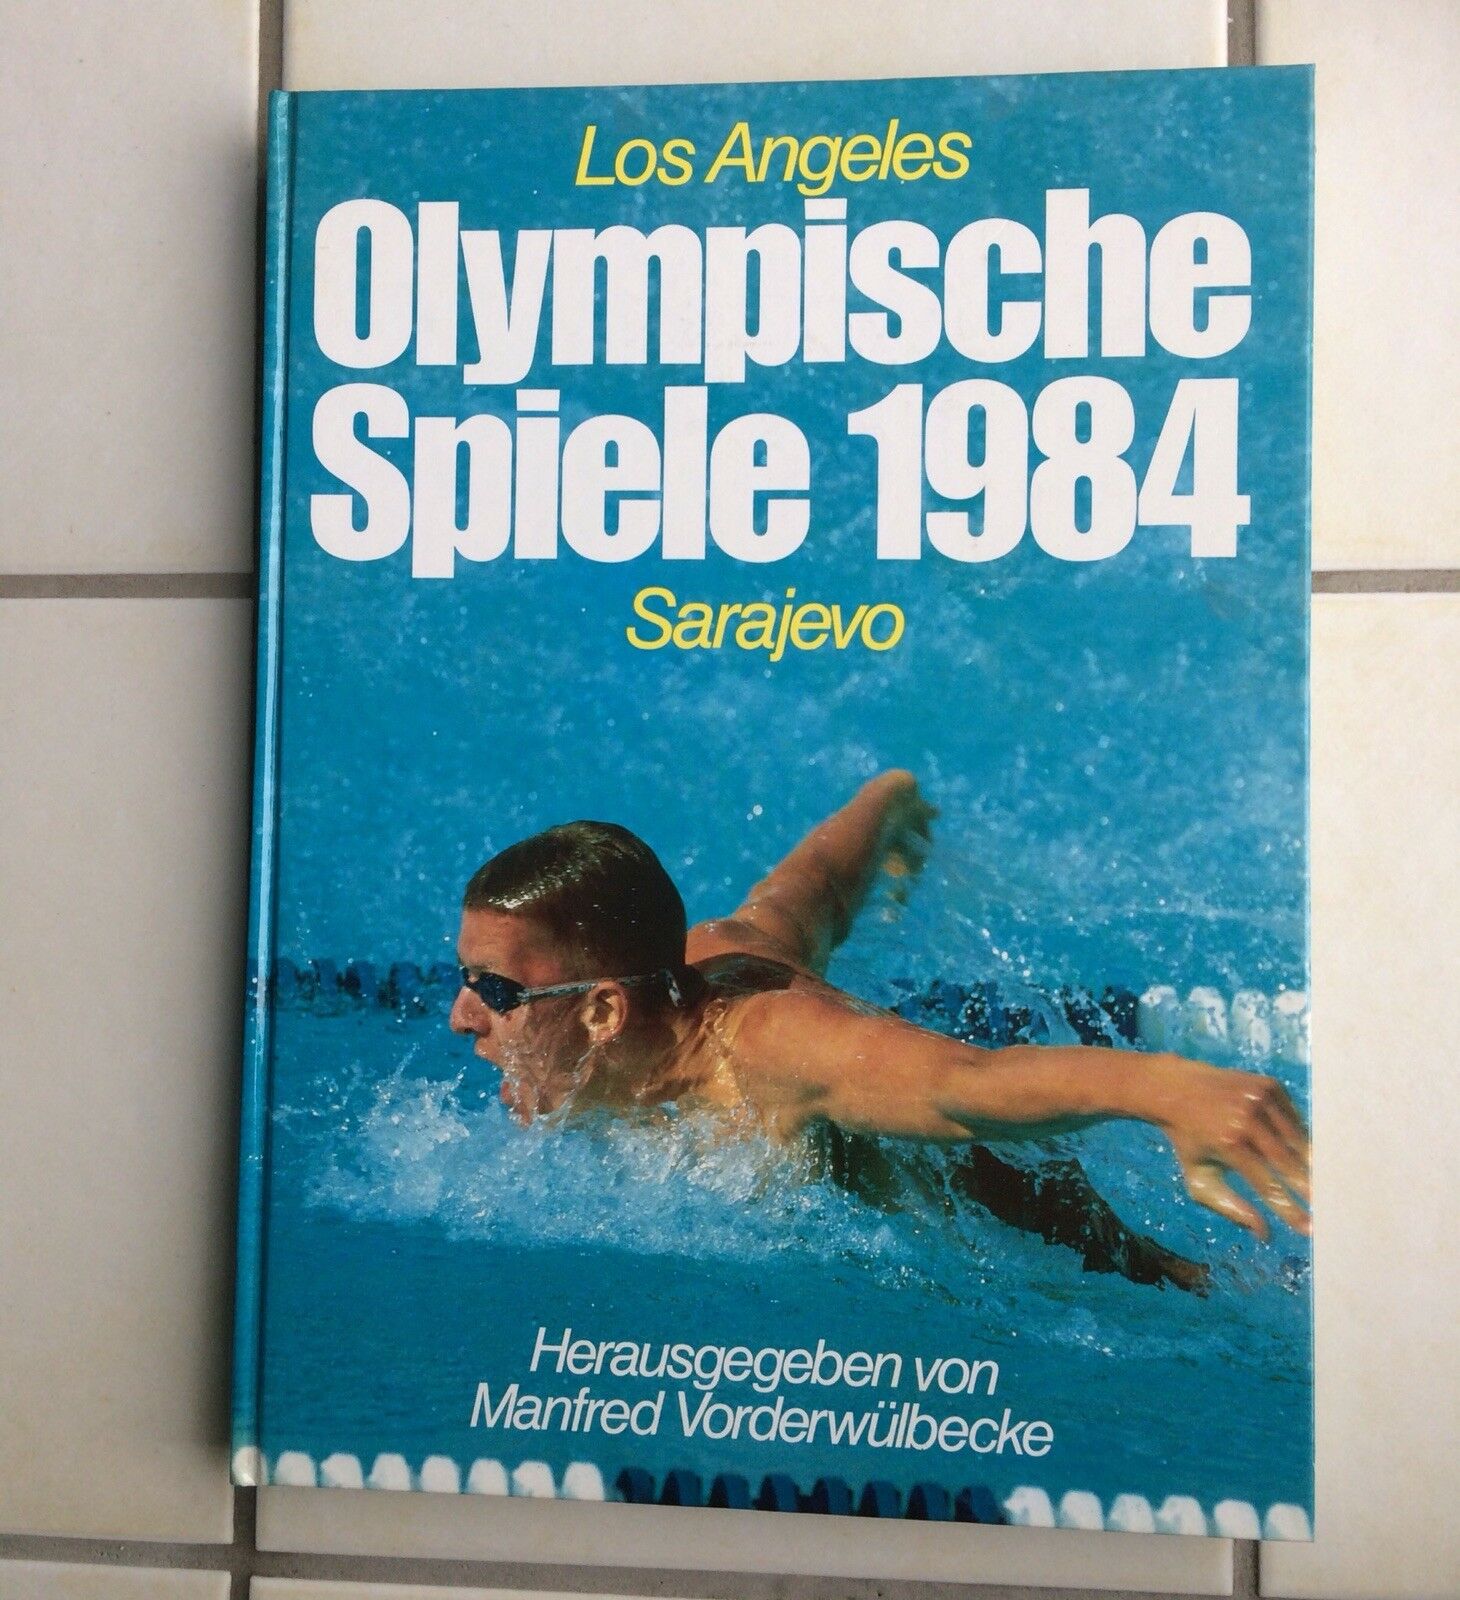 Los Angeles
Olympische
Spiele 1984
Sarajevo
Herausgegeben von
Manfred Vorderwülbecke